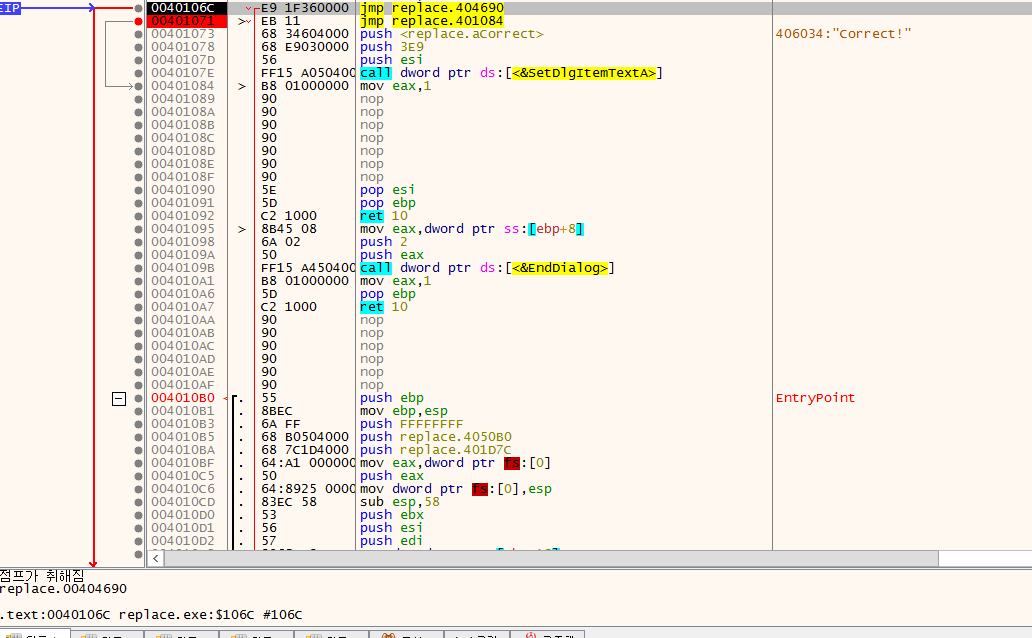 EIP 0040106C E9 1F360000 jmp replace.404690
00401071 EB 11 jmp replace.401084
00401073 68 34604000 push <replace.aCorrect> 406034:"Correct!"
00401078 68 E9030000 push 3E9
0040107D 56 push esi
0040107E FF15 A050400 call dword ptr ds:[<&SetDlgItemTextA>]
00401084 > B8 01000000 mov eax,1
00401089 90 nop
0040108A 90 nop
0040108B 90 nop
0040108C 90 nop
0040108D 90 nop
0040108E 90 nop
0040108F 90 nop
00401090 5E pop esi
00401091 5D pop ebp
00401092 C2 1000 ret 10
00401095 > 8B45 08 mov eax,dword ptr ss:[ebp+8]
00401098 6A 02 push 2
0040109A 50 push eax
0040109B FF15 A450400 call dword ptr ds:[<&EndDialog>]
004010A1 B8 01000000 mov eax,1
004010A6 5D pop ebp
004010A7 C2 1000 ret 10
004010AA 90 nop
004010AB 90 nop
004010AC 90 nop
004010AD 90 nop
004010AE 90 nop
004010AF 90 nop
004010B0 . 55 push ebp EntryPoint
004010B1 . 8BEC mov ebp,esp
004010B3 . 6A FF push FFFFFFFF
004010B5 . 68 B0504000 push replace.4050B0
004010BA . 68 7C1D4000 push replace.401D7C
004010BF . 64:A1 000000 mov eax,dword ptr fs:[0]
004010C5 . 50 push eax
004010C6 . 64:8925 0000 mov dword ptr fs:[0],esp
004010CD . 83EC 58 sub esp,58
004010D0 . 53 push ebx
004010D1 . 56 push esi
004010D2 . 57 push edi
점프가 취해짐
replace.00404690
.text:0040106C replace.exe:$106C #106C